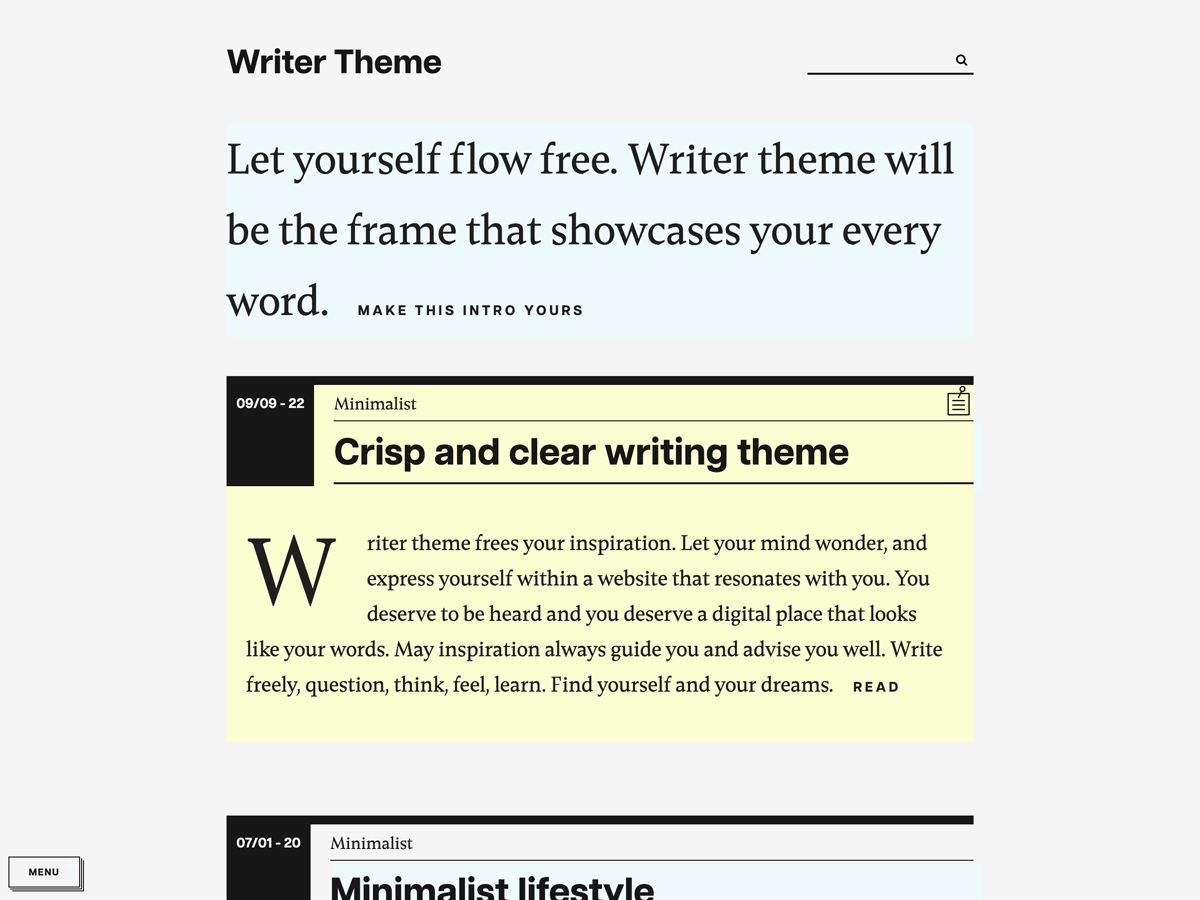 Writer Theme
Let yourself flow free. Writer theme will
be the frame that showcases your every
word. MAKE THIS INTRO YOURS
09/09 - 22 Minimalist
Crisp and clear writing theme
Writer theme frees your inspiration. Let your mind wonder, and
express yourself within a website that resonates with you. You
deserve to be heard and you deserve a digital place that looks
like your words. May inspiration always guide you and advise you well. Write
freely, question, think, feel, learn. Find yourself and your dreams. READ
07/01 - 20 Minimalist
Minimalist lifestyle
MENU